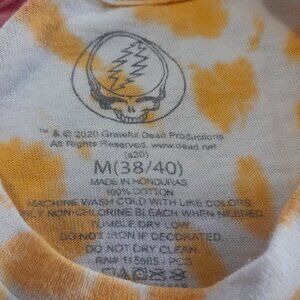 ™ & © 2020 Grateful Dead Productions
All Rights Reserved. www.dead.net
(s20)
M(38/40)
MADE IN HONDURAS
100% COTTON
MACHINE WASH COLD WITH LIKE COLORS
ONLY NON-CHLORINE BLEACH WHEN NEEDED
TUMBLE DRY LOW
DO NOT IRON IF DECORATED
DO NOT DRY CLEAN